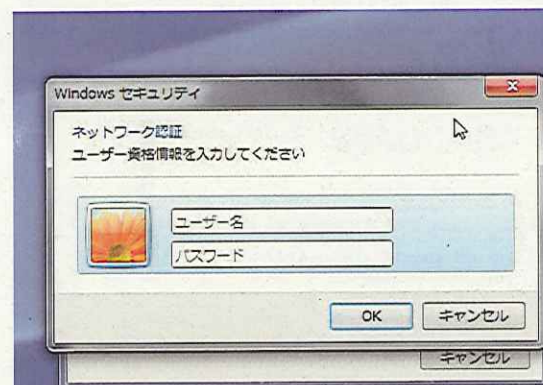 Windows セキュリティ
ネットワーク認証
ユーザー資格情報を入力してください
ユーザー名
パスワード
OK
キャンセル
キャンセル